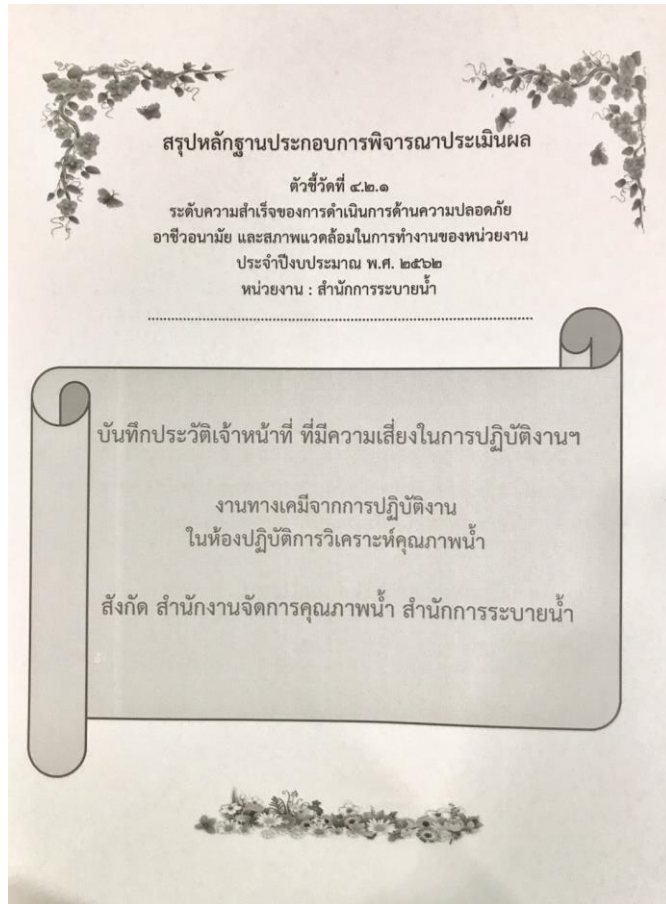 สรุปหลักฐานประกอบการพิจารณาประเมินผล
ตัวชี้วัดที่ ๔.๒.๑
ระดับความสำเร็จของการดำเนินการด้านความปลอดภัย
อาชีวอนามัย และสภาพแวดล้อมในการทำงานของหน่วยงาน
ประจำปีงบประมาณ พ.ศ. ๒๕๖๒
หน่วยงาน : สำนักการระบายน้ำ
บันทึกประวัติเจ้าหน้าที่ ที่มีความเสี่ยงในการปฏิบัติงานฯ
งานทางเคมีจากการปฏิบัติงาน
ในห้องปฏิบัติการวิเคราะห์คุณภาพน้ำ
สังกัด สำนักงานจัดการคุณภาพน้ำ สำนักการระบายน้ำ